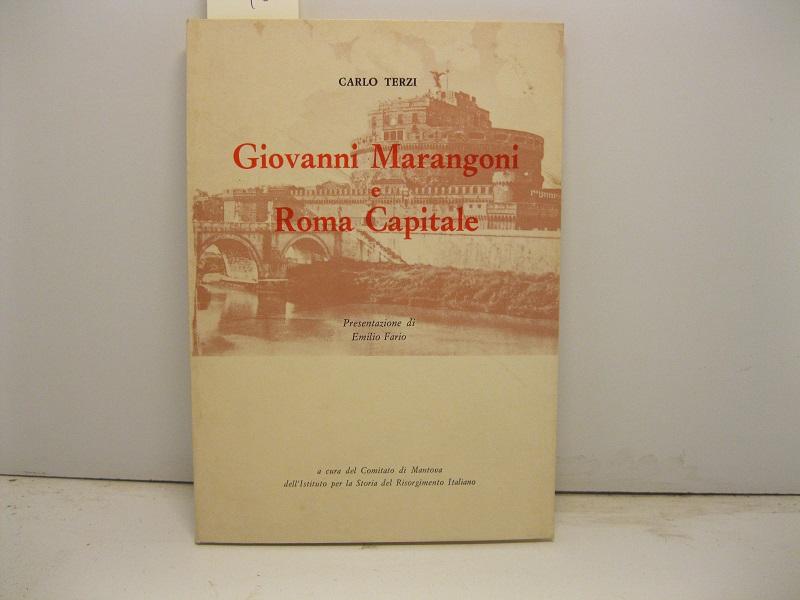 CARLO TERZI
Giovanni Marangoni
e
Roma Capitale
Presentazione di
Emilio Fario
a cura del Comitato di Mantova
dell'Istituto per la Storia del Risorgimento Italiano